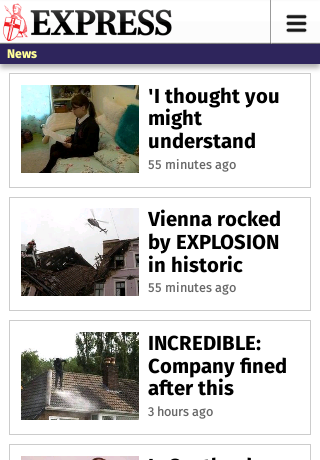 EXPRESS
News
'I thought you
might
understand
55 minutes ago
Vienna rocked
by EXPLOSION
in historic
55 minutes ago
INCREDIBLE:
Company fined
after this
3 hours ago